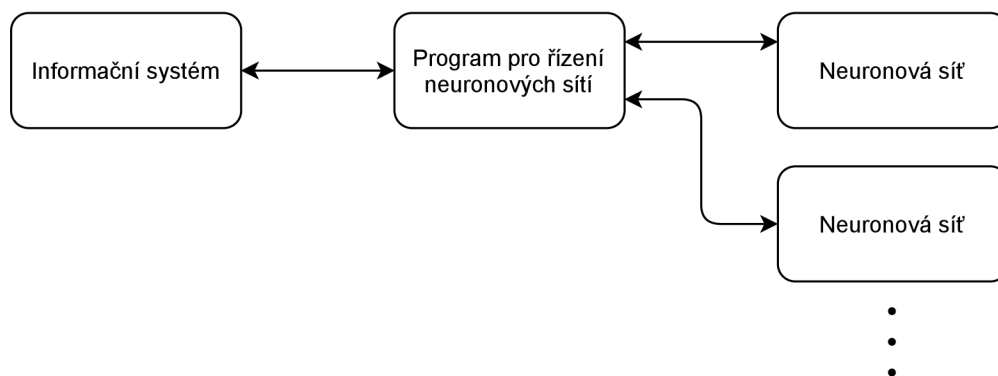 Informační systém
Program pro řízení
neuronových sítí
Neuronová síť
Neuronová síť